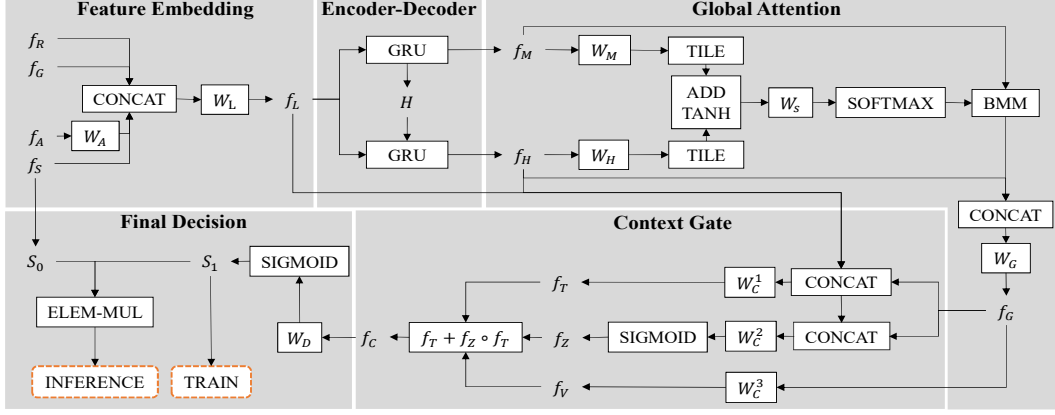 Feature Embedding
f_R
f_G
CONCAT
W_L
f_L
f_A
W_A
f_S
Encoder-Decoder
GRU
H
GRU
Global Attention
f_M
W_M
TILE
ADD
TANH
W_s
SOFTMAX
BMM
f_H
W_H
TILE
CONCAT
W_G
f_G
Final Decision
S_0
S_1
SIGMOID
ELEM-MUL
W_D
INFERENCE
TRAIN
Context Gate
f_T
W_C^1
CONCAT
f_C
f_T + f_Z ∘ f_T
f_Z
SIGMOID
W_C^2
CONCAT
f_V
W_C^3